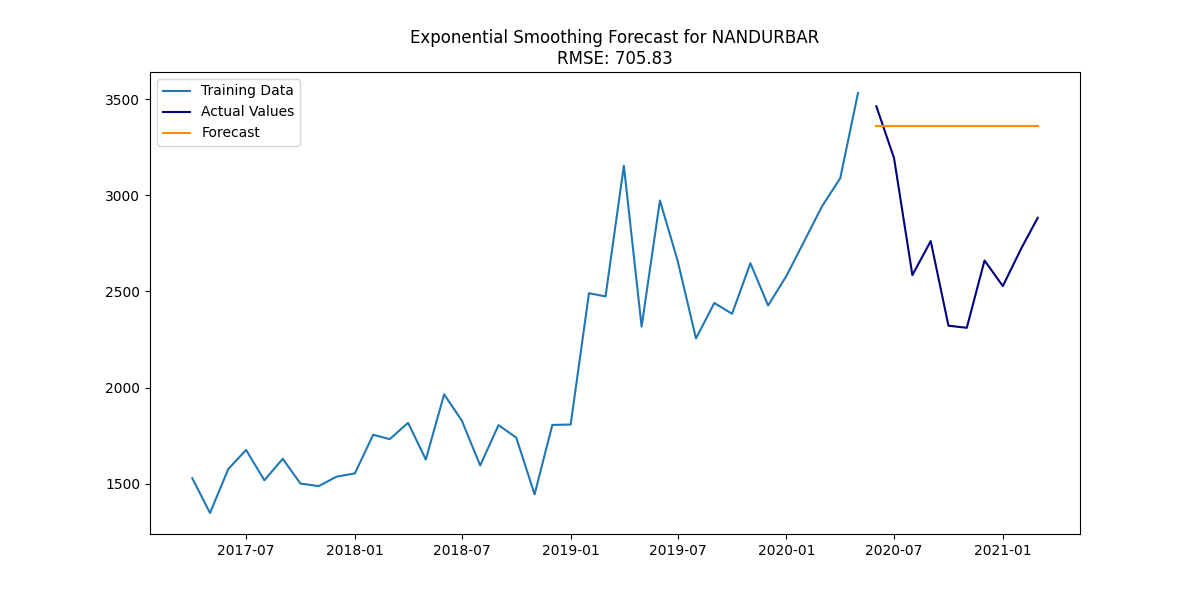 Exponential Smoothing Forecast for NANDURBAR
RMSE: 705.83
Training Data
Actual Values
Forecast
3500
3000
2500
2000
1500
2017-07
2018-01
2018-07
2019-01
2019-07
2020-01
2020-07
2021-01